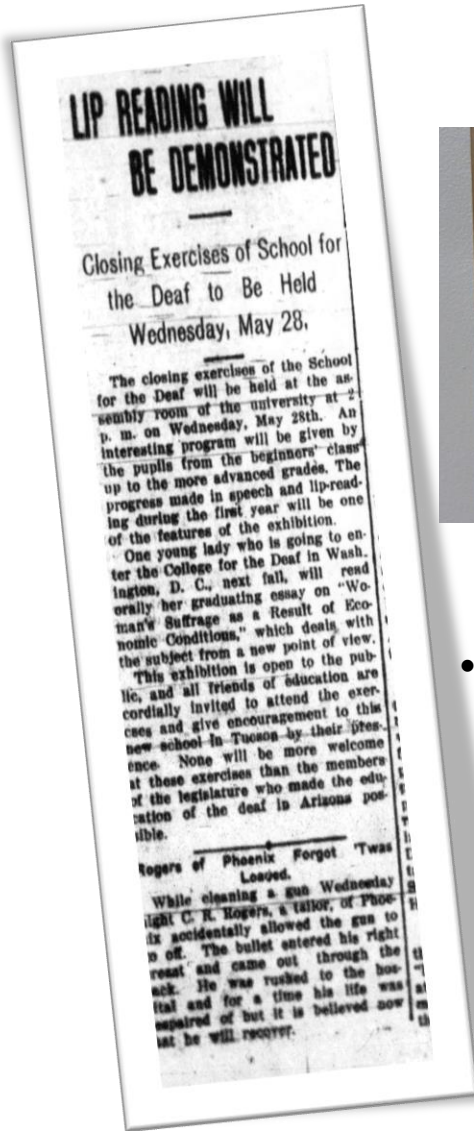 LIP READING WILL
BE DEMONSTRATED
Closing Exercises of School for
the Deaf to Be Held
Wednesday, May 28.
The closing exercises of the School
for the Deaf will be held at the as-
sembly room of the university at 2
p. m. on Wednesday, May 28th. An
interesting program will be given by
the pupils from the beginners' class
up to the more advanced grades. The
progress made in speech and lip-read-
ing during the first year will be one
of the features of the exhibition.
One young lady who is going to en-
ter the College for the Deaf in Wash-
ington, D. C., next fall, will read
orally her graduating essay on "Wo-
man's Suffrage as a Result of Eco-
nomic Conditions," which deals with
the subject from a new point of view.
This exhibition is open to the pub-
lic, and all friends of education are
cordially invited to attend the exer-
cses and give encouragement to this
new school in Tucson by their pres-
ence. None will be more welcome
at these exercises than the members
of the legislature who made the edu-
cation of the deaf in Arizona pos-
sible.
Rogers of Phoenix Forgot 'Twas
Loaded.
While cleaning a gun Wednesday
ight C. R. Rogers, a tailor, of Phoe-
ix accidentally allowed the gun to
o off. The bullet entered his right
reast and came out through the
ack. He was rushed to the hos-
ital and for a time his life was
espaired of but it is believed now
hat he will recover.